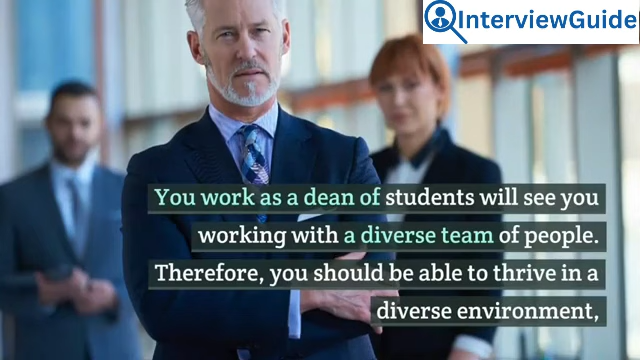 InterviewGuide
You work as a dean of students will see you
working with a diverse team of people.
Therefore, you should be able to thrive in a
diverse environment,